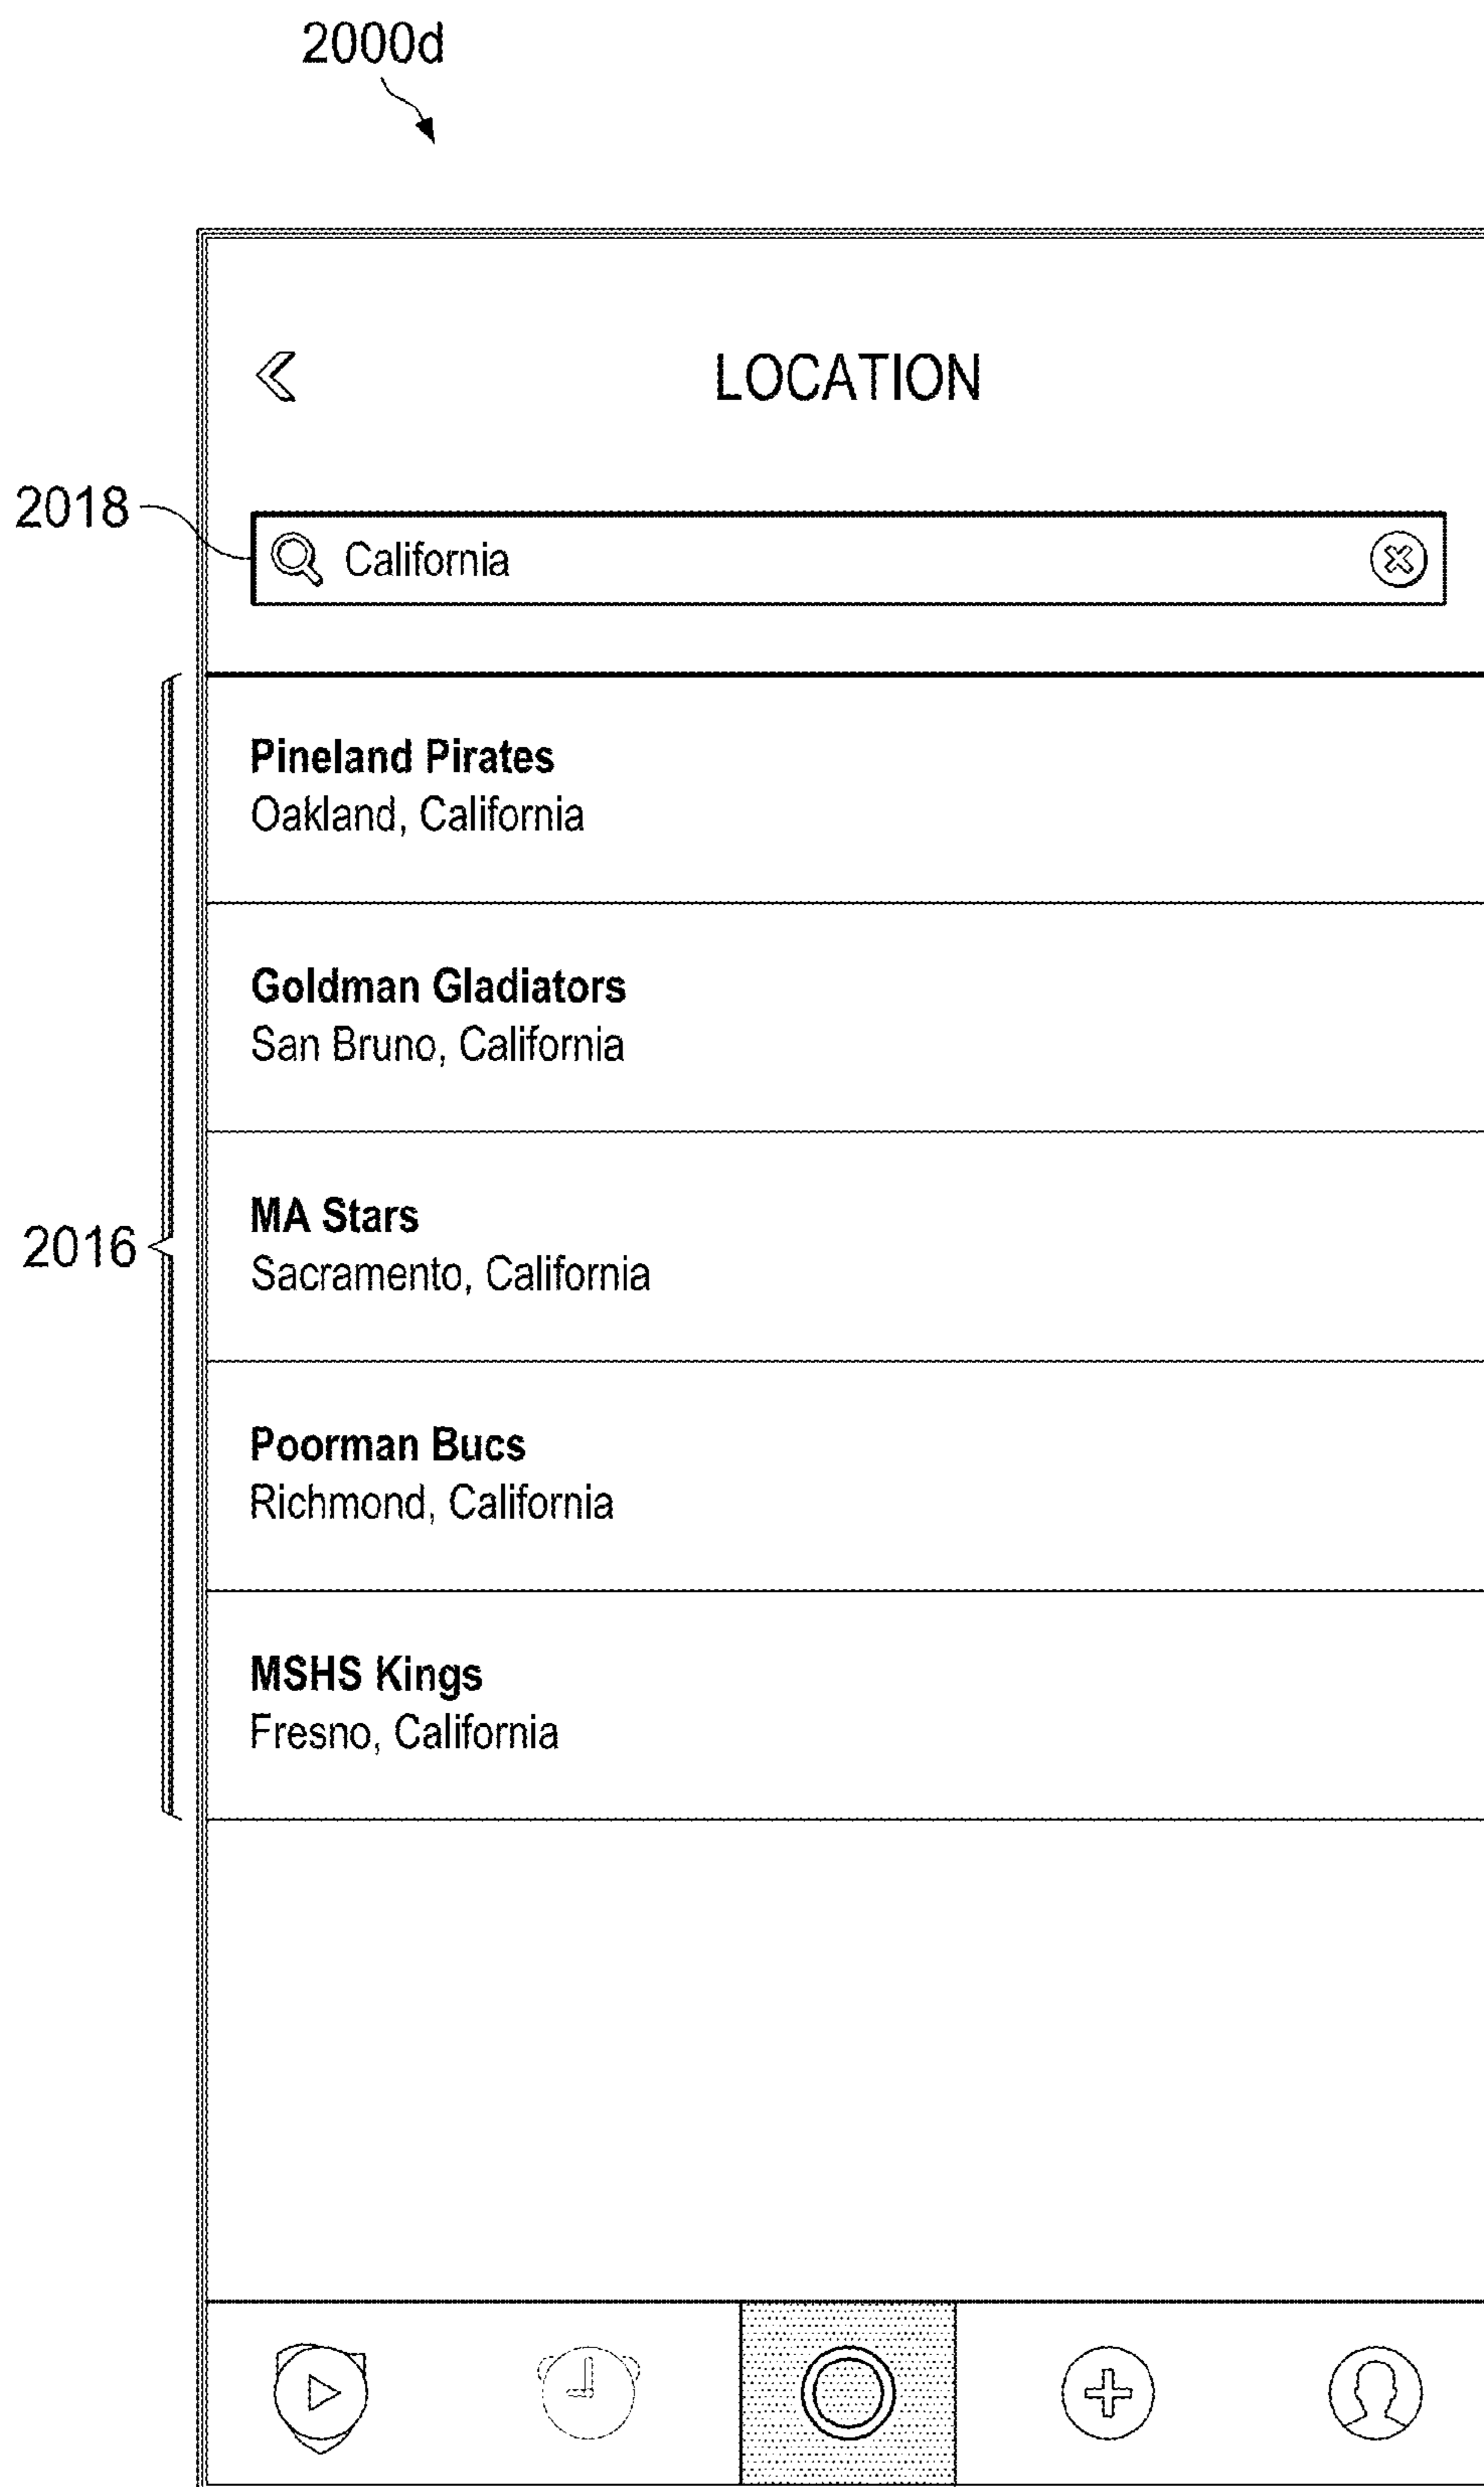 2000d
LOCATION
2018
California
Pineland Pirates
Oakland, California
Goldman Gladiators
San Bruno, California
MA Stars
Sacramento, California
2016
Poorman Bucs
Richmond, California
MSHS Kings
Fresno, California